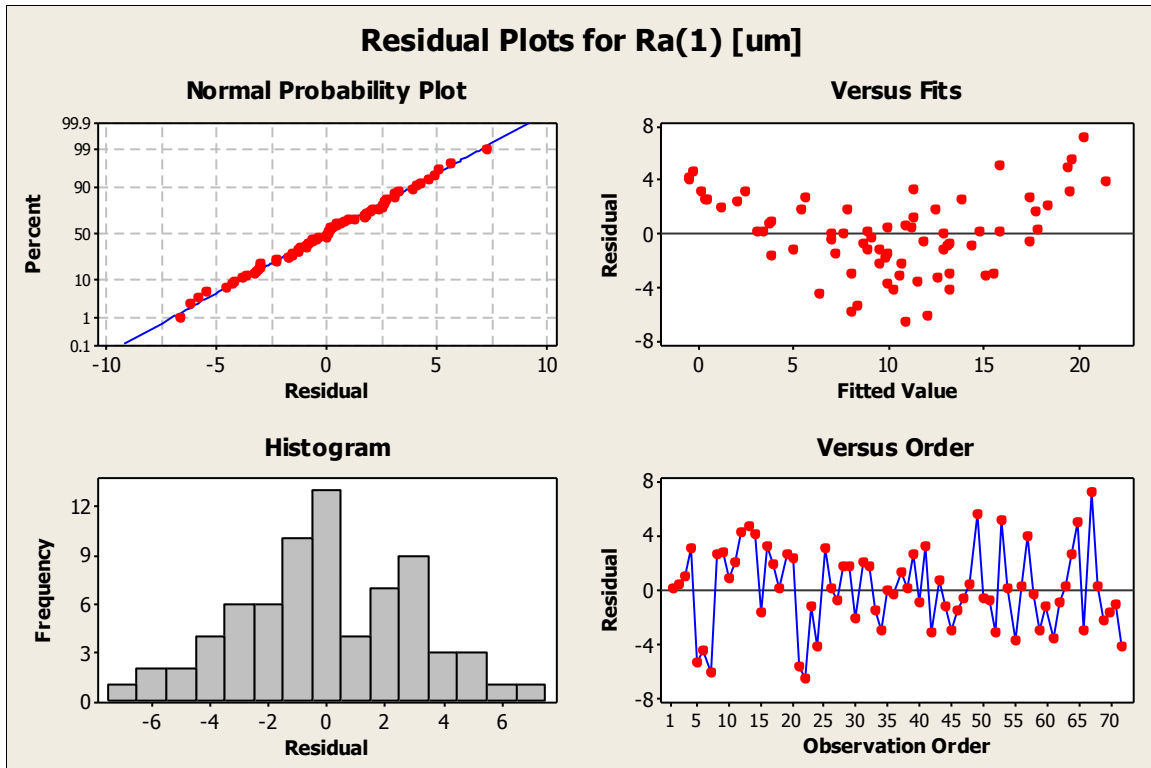 Residual Plots for Ra(1) [um]
Normal Probability Plot
Percent
99.9
99
90
50
10
1
0.1
-10 -5 0 5 10
Residual
Versus Fits
Residual
8
4
0
-4
-8
0 5 10 15 20
Fitted Value
Histogram
Frequency
12
9
6
3
0
-6 -4 -2 0 2 4 6
Residual
Versus Order
Residual
8
4
0
-4
-8
1 5 10 15 20 25 30 35 40 45 50 55 60 65 70
Observation Order